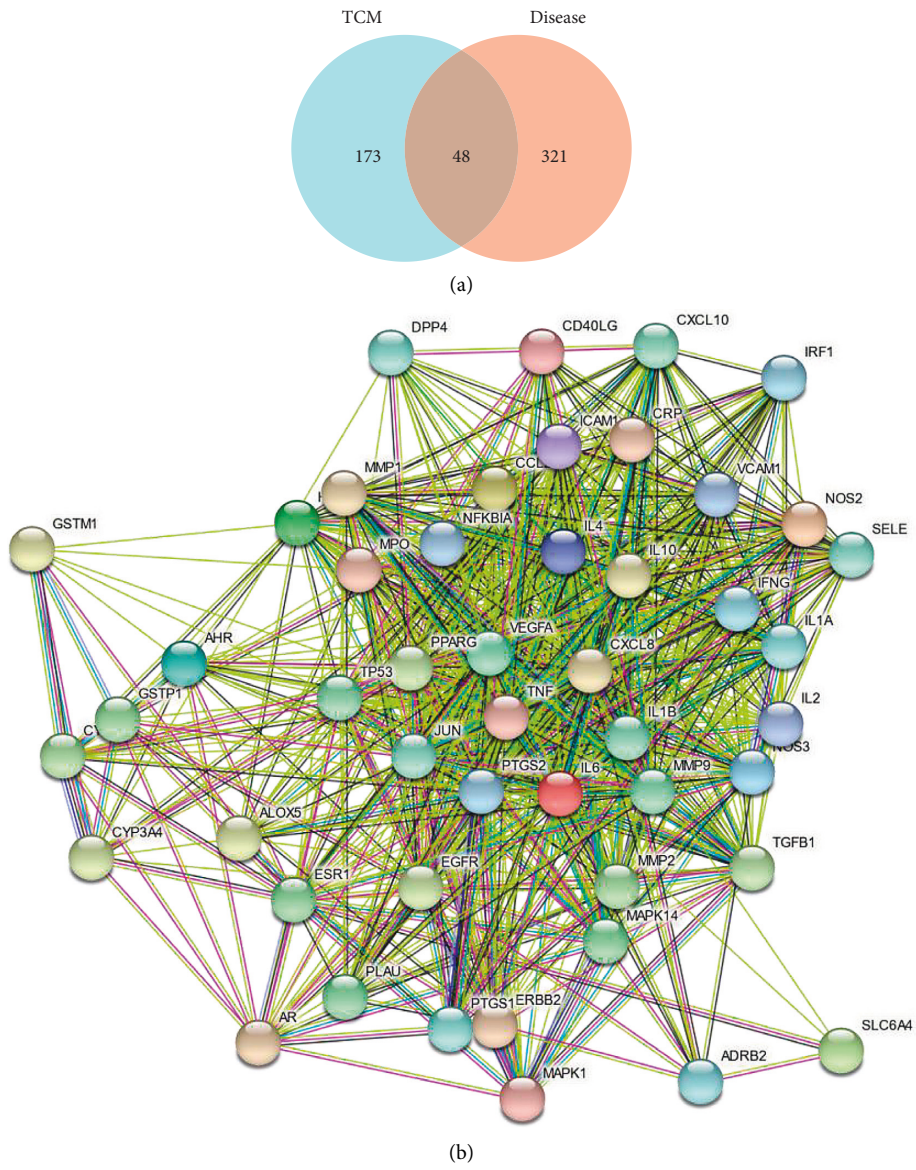 TCM Disease
173 48 321
(a)
DPP4
CD40LG
CXCL10
IRF1
ICAM1
CRP
MMP1
VCAM1
NOS2
NFKBIA
IL4
GSTM1
MPO
IL10
SELE
IFNG
IL1A
AHR
PPARG
VEGFA
CXCL8
TP53
GSTP1
TNF
IL2
IL1B
JUN
NOS3
PTGS2
IL6
MMP9
CYP3A4
ALOX5
TGFB1
EGFR
MMP2
ESR1
MAPK14
PLAU
PTGS1
ERBB2
AR
SLC6A4
ADRB2
MAPK1
(b)